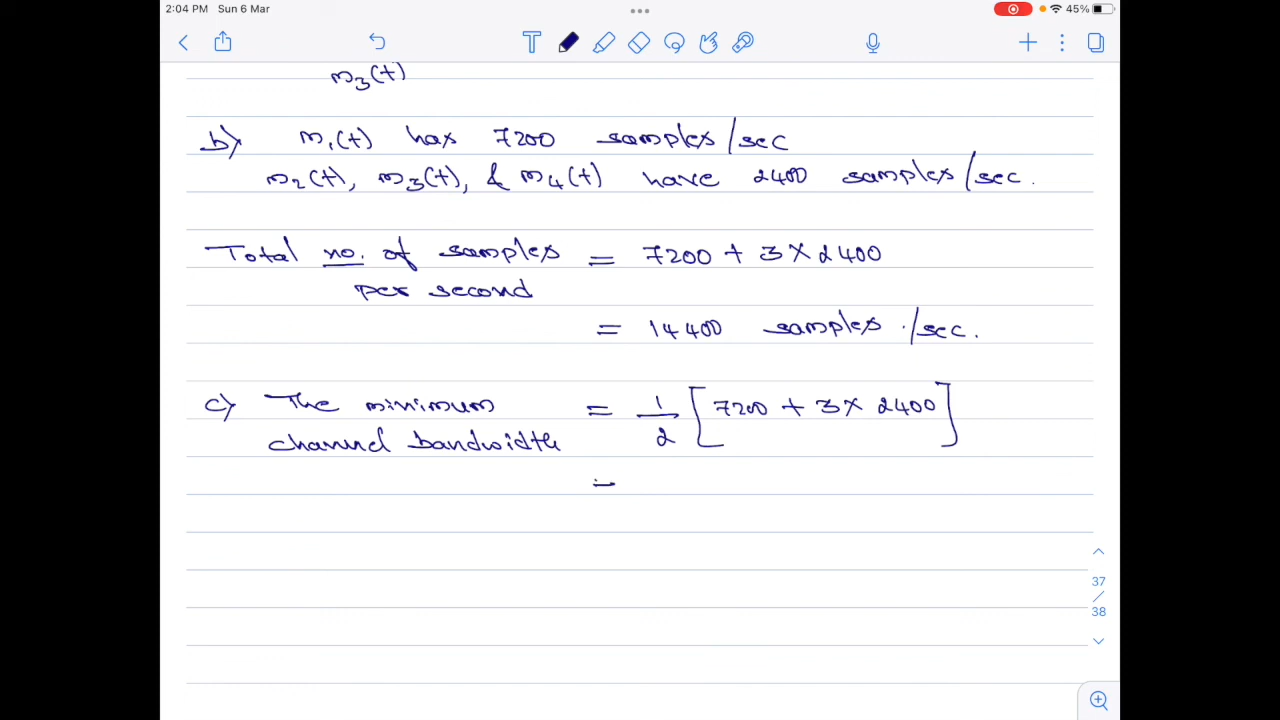 2:04 PM Sun 6 Mar
45%
m₃(t)
b) m₁(t) has 7200 samples/sec
m₂(t), m₃(t), & m₄(t) have 2400 samples/sec.
Total no. of samples = 7200 + 3 × 2400
per second
= 14400 samples /sec.
c) The minimum = 1/2 [7200 + 3 × 2400]
channel bandwidth
=
37
/
38